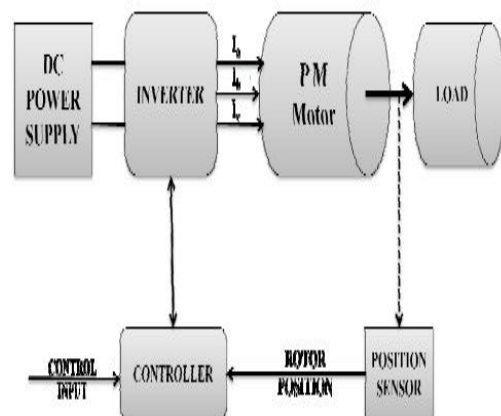 DC
POWER
SUPPLY
INVERTER
PM
Motor
LOAD
CONTROL
INPUT
CONTROLLER
ROTOR
POSITION
POSITION
SENSOR